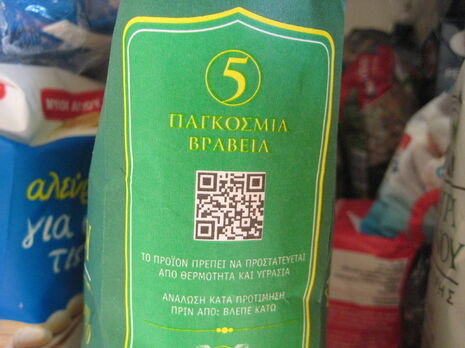 5
ΠΑΓΚΟΣΜΙΑ
ΒΡΑΒΕΙΑ
ΤΟ ΠΡΟΪΟΝ ΠΡΕΠΕΙ ΝΑ ΠΡΟΣΤΑΤΕΥΕΤΑΙ
ΑΠΟ ΘΕΡΜΟΤΗΤΑ ΚΑΙ ΥΓΡΑΣΙΑ
ΑΝΑΛΩΣΗ ΚΑΤΑ ΠΡΟΤΙΜΗΣΗ
ΠΡΙΝ ΑΠΟ: ΒΛΕΠΕ ΚΑΤΩ
για